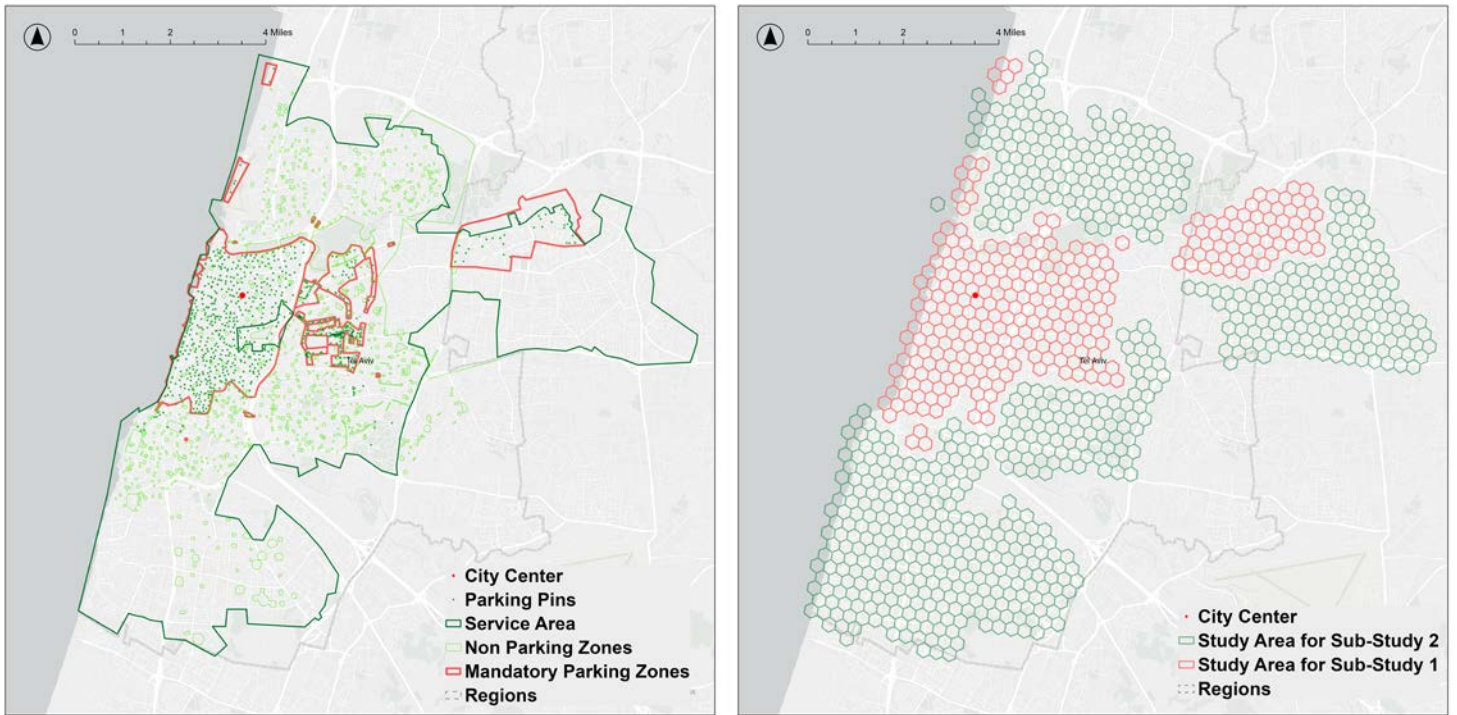 0 1 2 4 Miles
Tel Aviv
City Center
Parking Pins
Service Area
Non Parking Zones
Mandatory Parking Zones
Regions
0 1 2 4 Miles
Tel Aviv
City Center
Study Area for Sub-Study 2
Study Area for Sub-Study 1
Regions